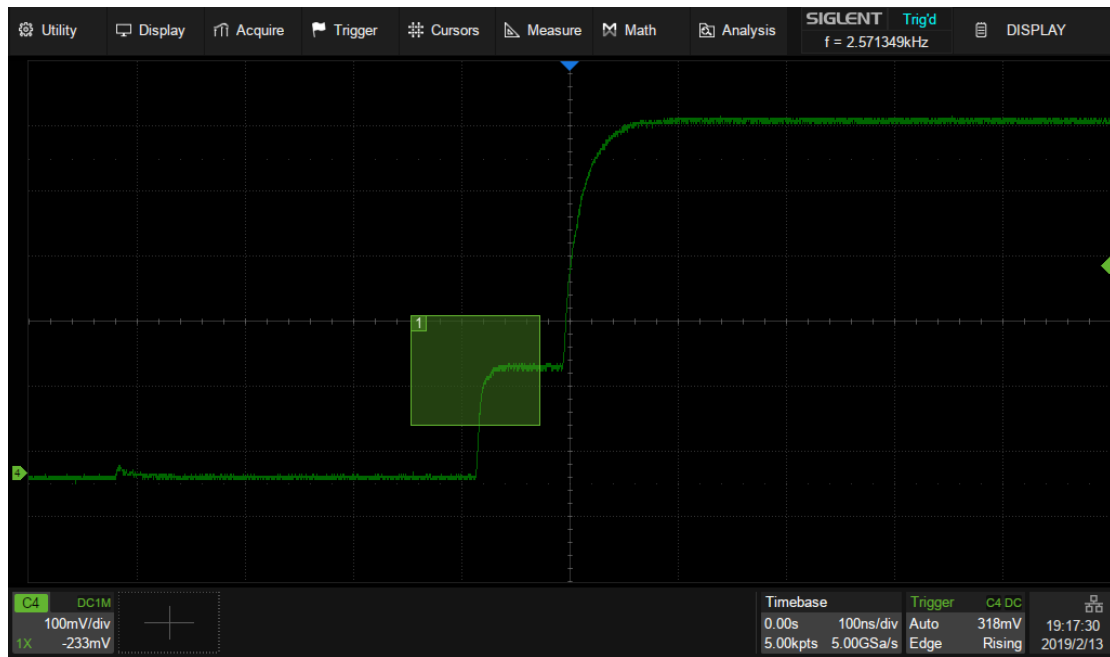 Utility Display Acquire Trigger Cursors Measure Math Analysis SIGLENT Trig'd DISPLAY
f = 2.571349kHz
1
4
C4 DC1M Timebase Trigger C4 DC
100mV/div 0.00s 100ns/div Auto 318mV 19:17:30
1X -233mV 5.00kpts 5.00GSa/s Edge Rising 2019/2/13